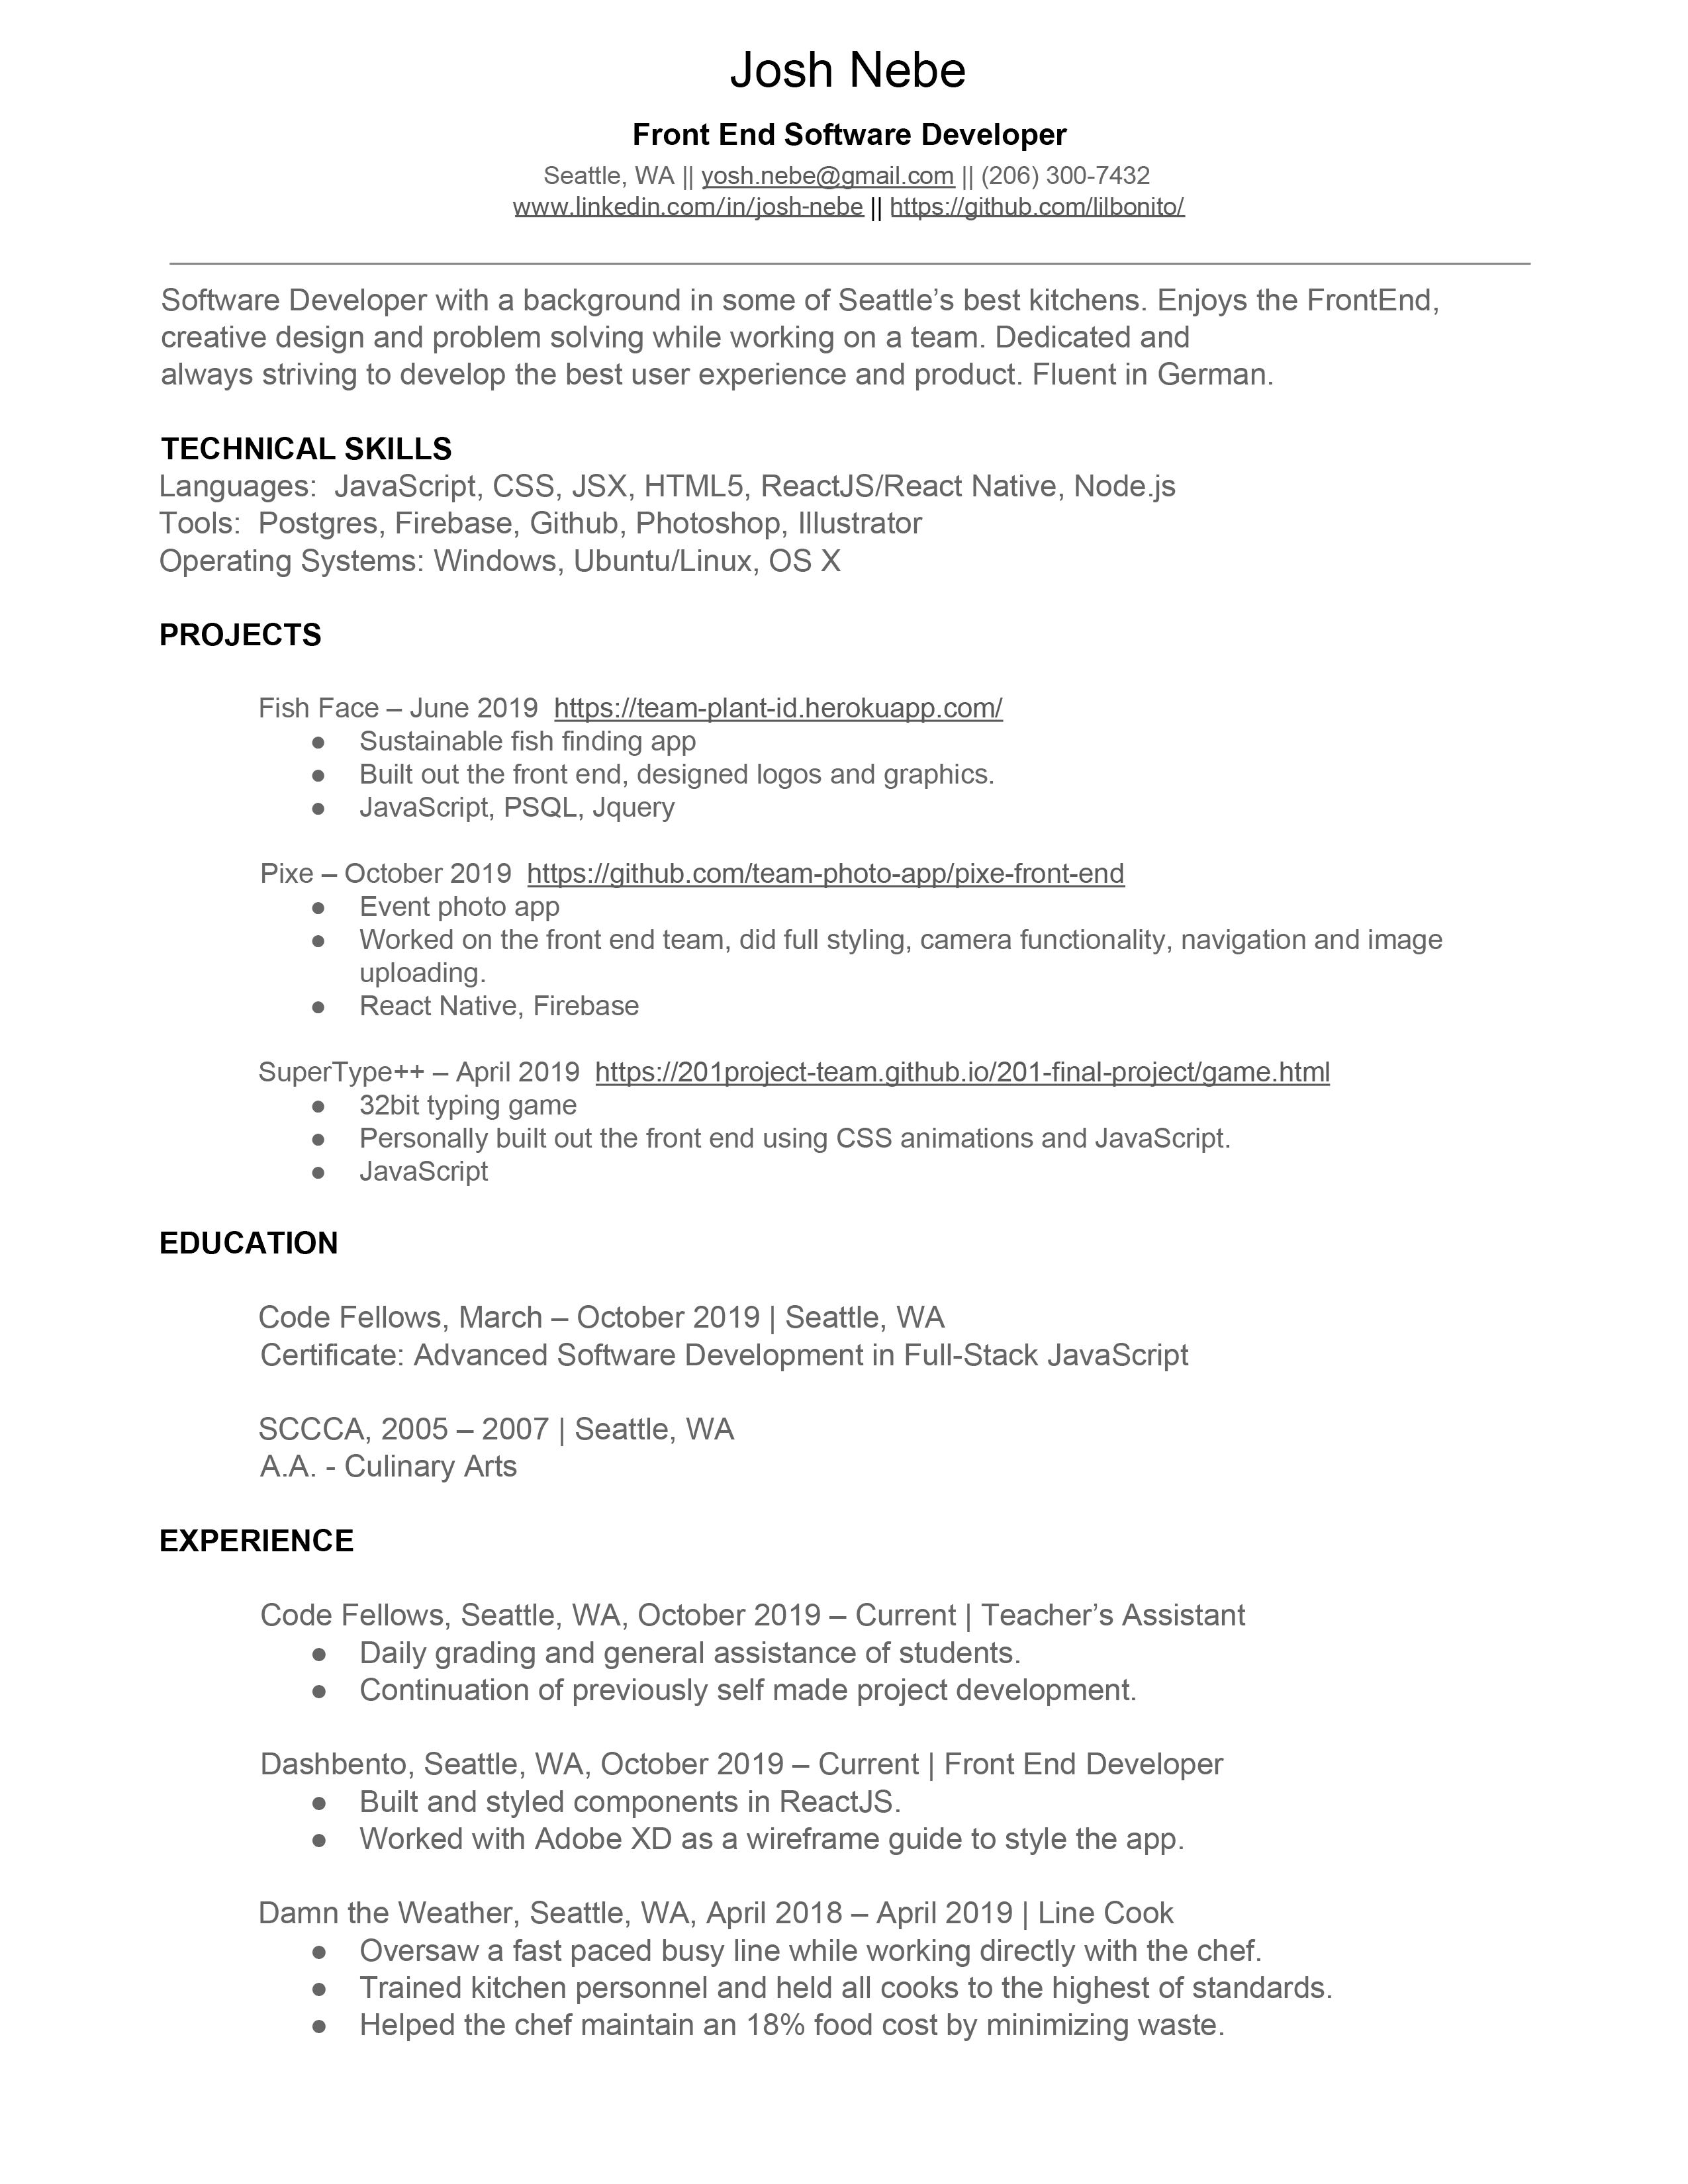 Josh Nebe
Front End Software Developer
Seattle, WA || yosh.nebe@gmail.com || (206) 300-7432
www.linkedin.com/in/josh-nebe || https://github.com/lilbonito/
Software Developer with a background in some of Seattle’s best kitchens. Enjoys the FrontEnd,
creative design and problem solving while working on a team. Dedicated and
always striving to develop the best user experience and product. Fluent in German.
TECHNICAL SKILLS
Languages:  JavaScript, CSS, JSX, HTML5, ReactJS/React Native, Node.js
Tools:  Postgres, Firebase, Github, Photoshop, Illustrator
Operating Systems: Windows, Ubuntu/Linux, OS X
PROJECTS
Fish Face – June 2019  https://team-plant-id.herokuapp.com/
● Sustainable fish finding app
● Built out the front end, designed logos and graphics.
● JavaScript, PSQL, Jquery
Pixe – October 2019  https://github.com/team-photo-app/pixe-front-end
● Event photo app
● Worked on the front end team, did full styling, camera functionality, navigation and image
uploading.
● React Native, Firebase
SuperType++ – April 2019  https://201project-team.github.io/201-final-project/game.html
● 32bit typing game
● Personally built out the front end using CSS animations and JavaScript.
● JavaScript
EDUCATION
Code Fellows, March – October 2019 | Seattle, WA
Certificate: Advanced Software Development in Full-Stack JavaScript
SCCCA, 2005 – 2007 | Seattle, WA
A.A. - Culinary Arts
EXPERIENCE
Code Fellows, Seattle, WA, October 2019 – Current | Teacher’s Assistant
● Daily grading and general assistance of students.
● Continuation of previously self made project development.
Dashbento, Seattle, WA, October 2019 – Current | Front End Developer
● Built and styled components in ReactJS.
● Worked with Adobe XD as a wireframe guide to style the app.
Damn the Weather, Seattle, WA, April 2018 – April 2019 | Line Cook
● Oversaw a fast paced busy line while working directly with the chef.
● Trained kitchen personnel and held all cooks to the highest of standards.
● Helped the chef maintain an 18% food cost by minimizing waste.